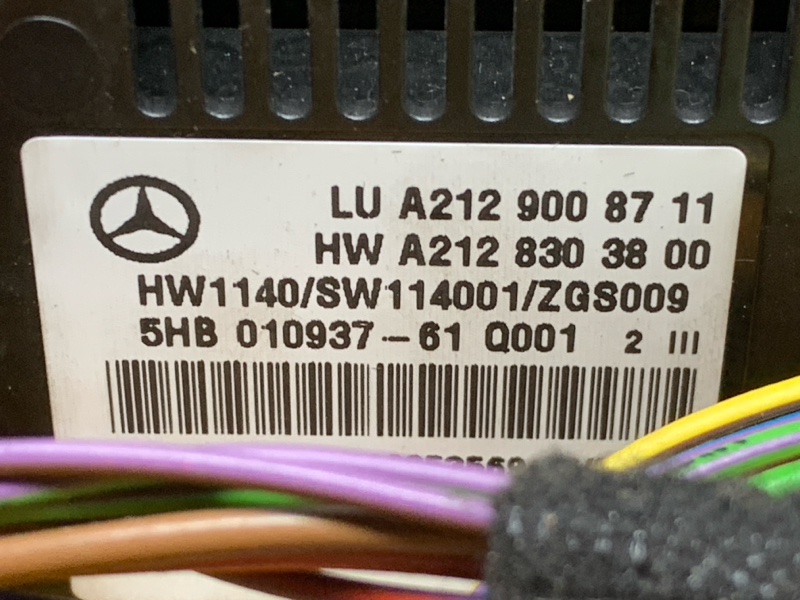 LU A212 900 87 11
HW A212 830 38 00
HW1140/SW114001/ZGS009
5HB 010937-61 Q001 2 III